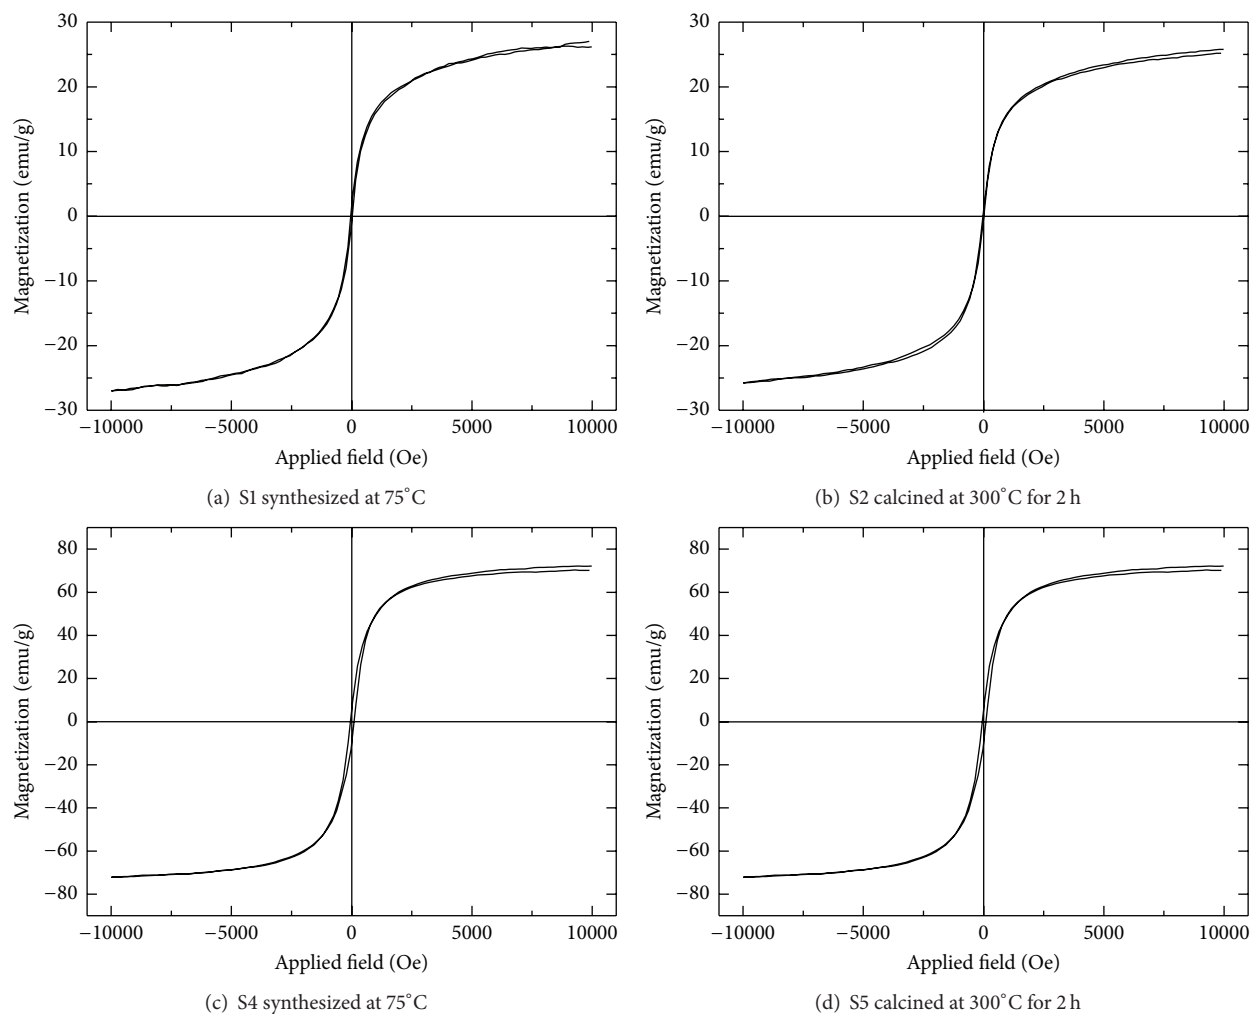 30
20
10
0
−10
−20
−30
Magnetization (emu/g)
−10000 −5000 0 5000 10000
Applied field (Oe)
(a) S1 synthesized at 75°C
30
20
10
0
−10
−20
−30
Magnetization (emu/g)
−10000 −5000 0 5000 10000
Applied field (Oe)
(b) S2 calcined at 300°C for 2 h
80
60
40
20
0
−20
−40
−60
−80
Magnetization (emu/g)
−10000 −5000 0 5000 10000
Applied field (Oe)
(c) S4 synthesized at 75°C
80
60
40
20
0
−20
−40
−60
−80
Magnetization (emu/g)
−10000 −5000 0 5000 10000
Applied field (Oe)
(d) S5 calcined at 300°C for 2 h